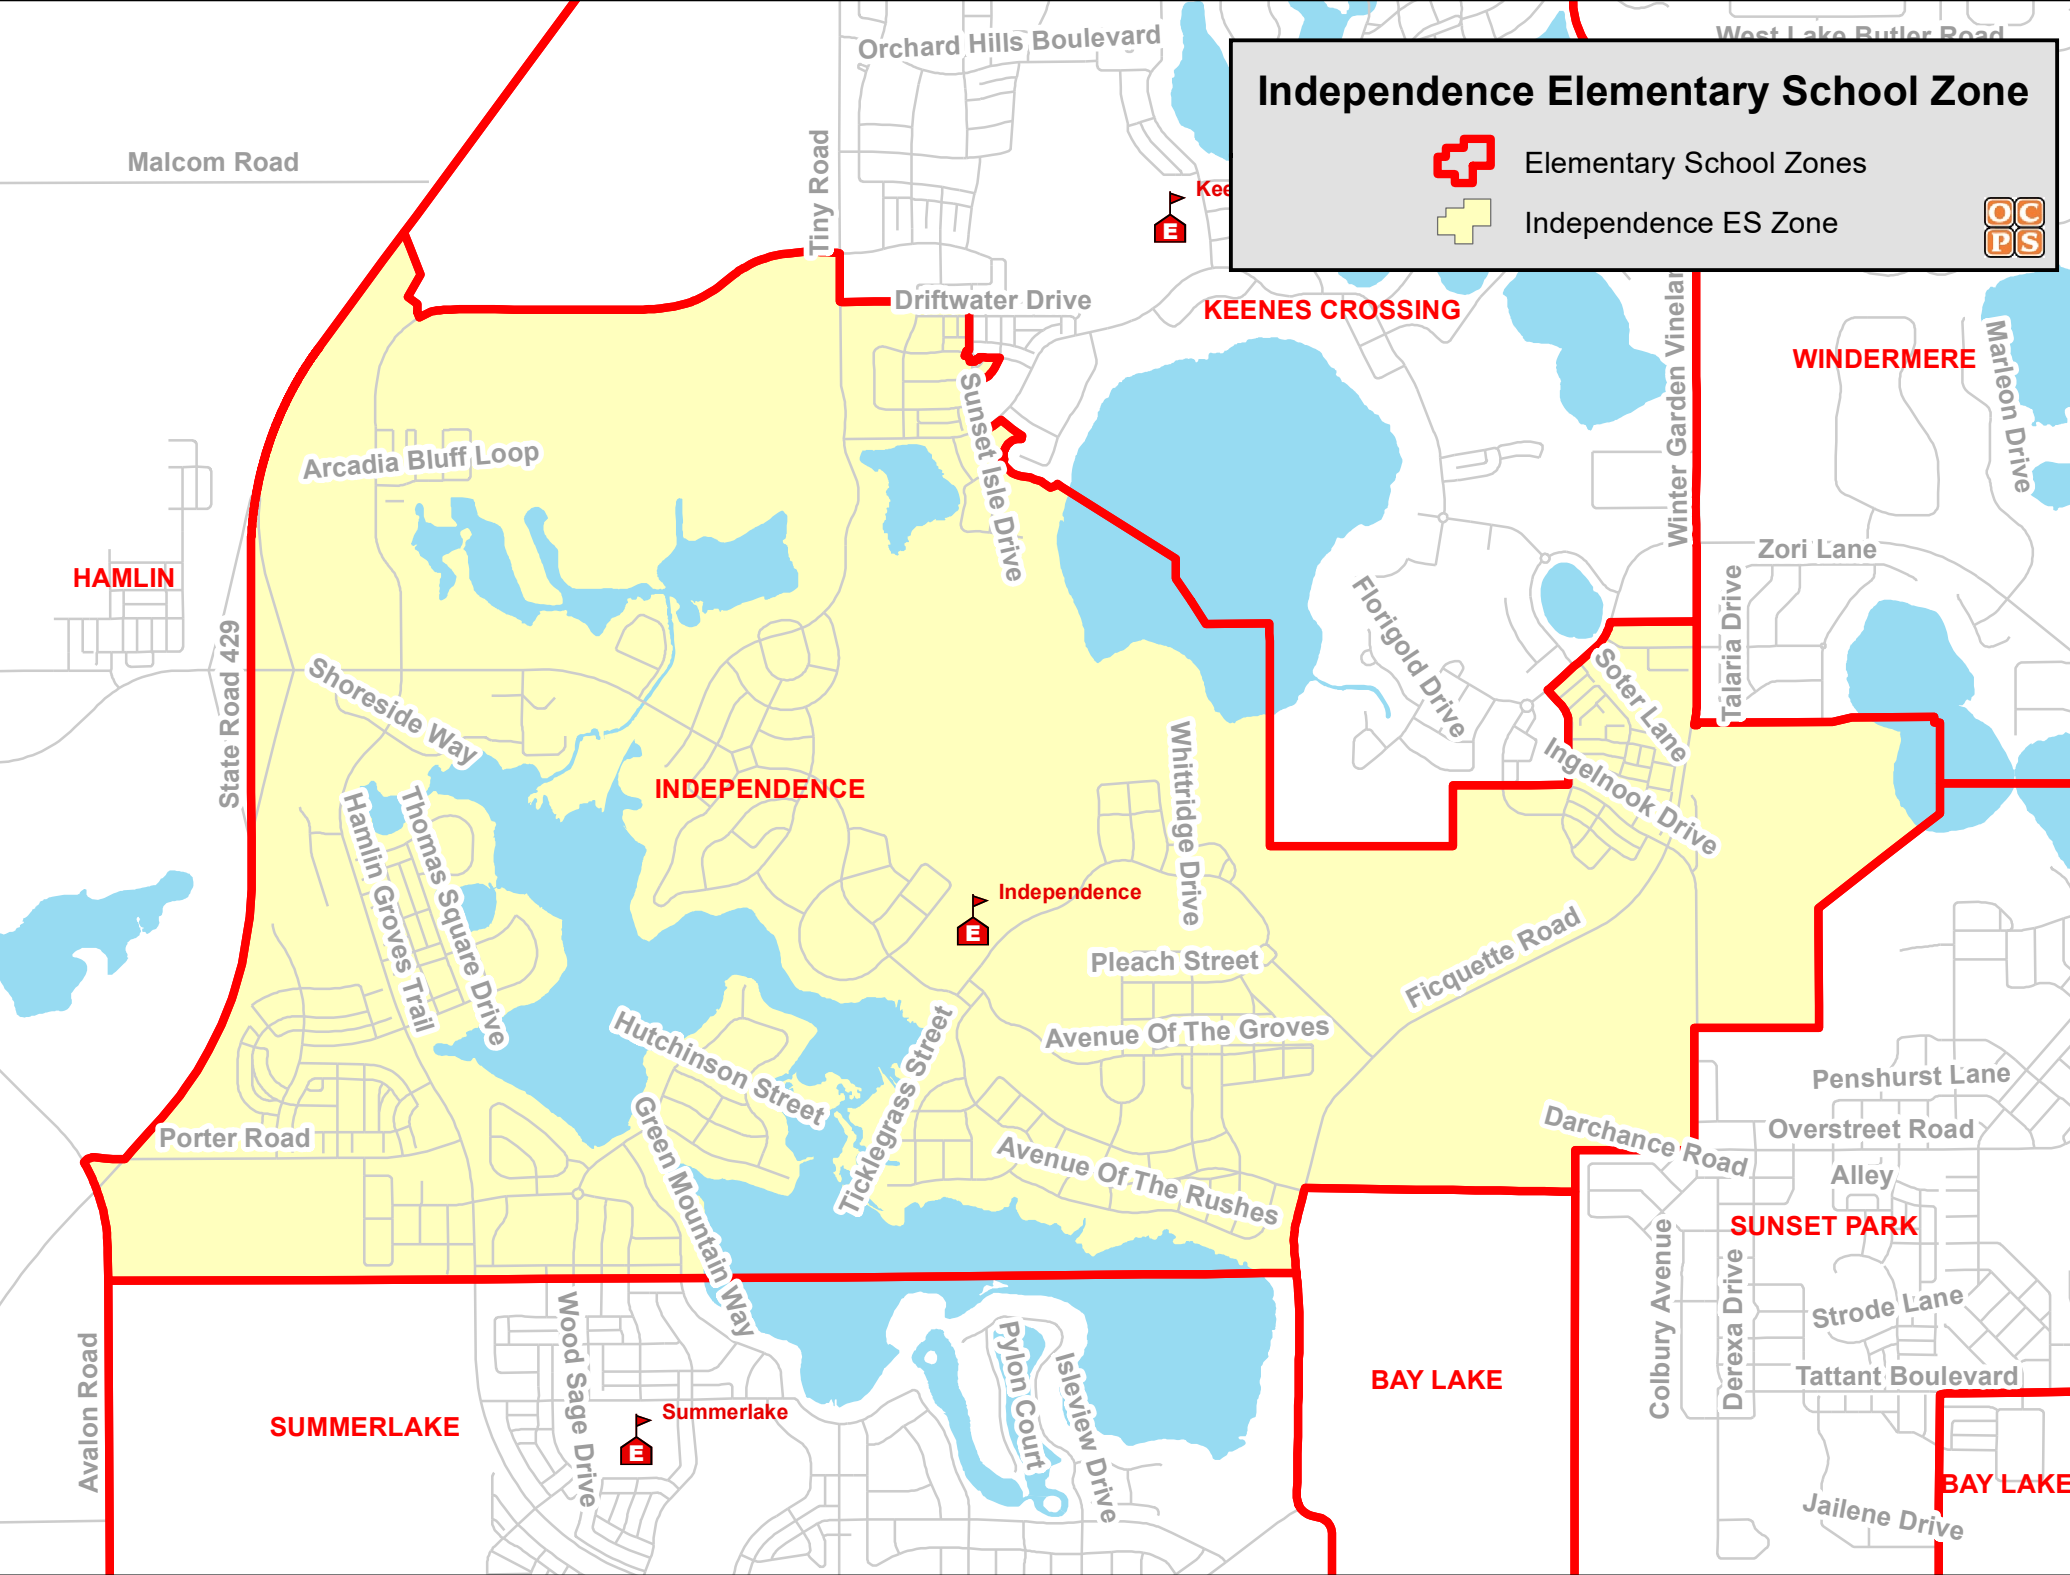 Orchard Hills Boulevard
West Lake Butler Road
Independence Elementary School Zone
Elementary School Zones
Independence ES Zone
O C
P S
Malcom Road
Tiny Road
Kee
E
Driftwater Drive
KEENES CROSSING
Winter Garden Vinelan
WINDERMERE
Marleon Drive
Sunset Isle Drive
Arcadia Bluff Loop
HAMLIN
Zori Lane
Florigold Drive
Talaria Drive
State Road 429
Shoreside Way
Soter Lane
Ingelnook Drive
Whittridge Drive
INDEPENDENCE
Hamlin Groves Trail
Thomas Square Drive
Independence
E
Pleach Street
Ficquette Road
Avenue Of The Groves
Hutchinson Street
Ticklegrass Street
Penshurst Lane
Porter Road
Green Mountain Way
Avenue Of The Rushes
Darchance Road
Overstreet Road
Alley
SUNSET PARK
Colbury Avenue
Derexa Drive
Strode Lane
Avalon Road
Wood Sage Drive
Pylon Court
Isleview Drive
BAY LAKE
Tattant Boulevard
SUMMERLAKE
Summerlake
E
BAY LAKE
Jailene Drive